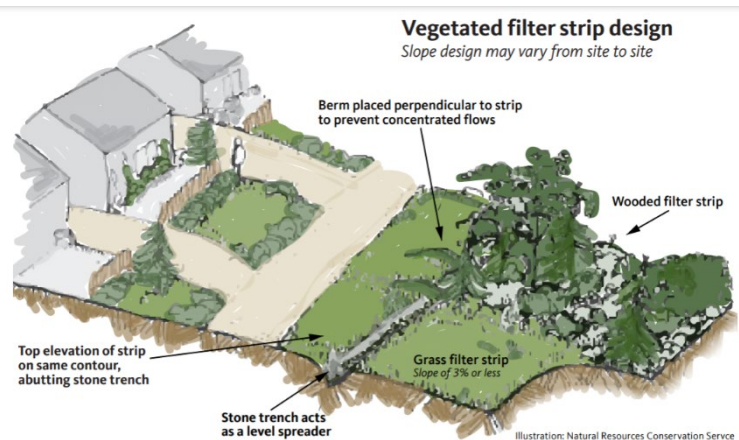 Vegetated filter strip design
Slope design may vary from site to site
Berm placed perpendicular to strip
to prevent concentrated flows
Wooded filter strip
Top elevation of strip
on same contour,
abutting stone trench
Grass filter strip
Slope of 3% or less
Stone trench acts
as a level spreader
Illustration: Natural Resources Conservation Servce